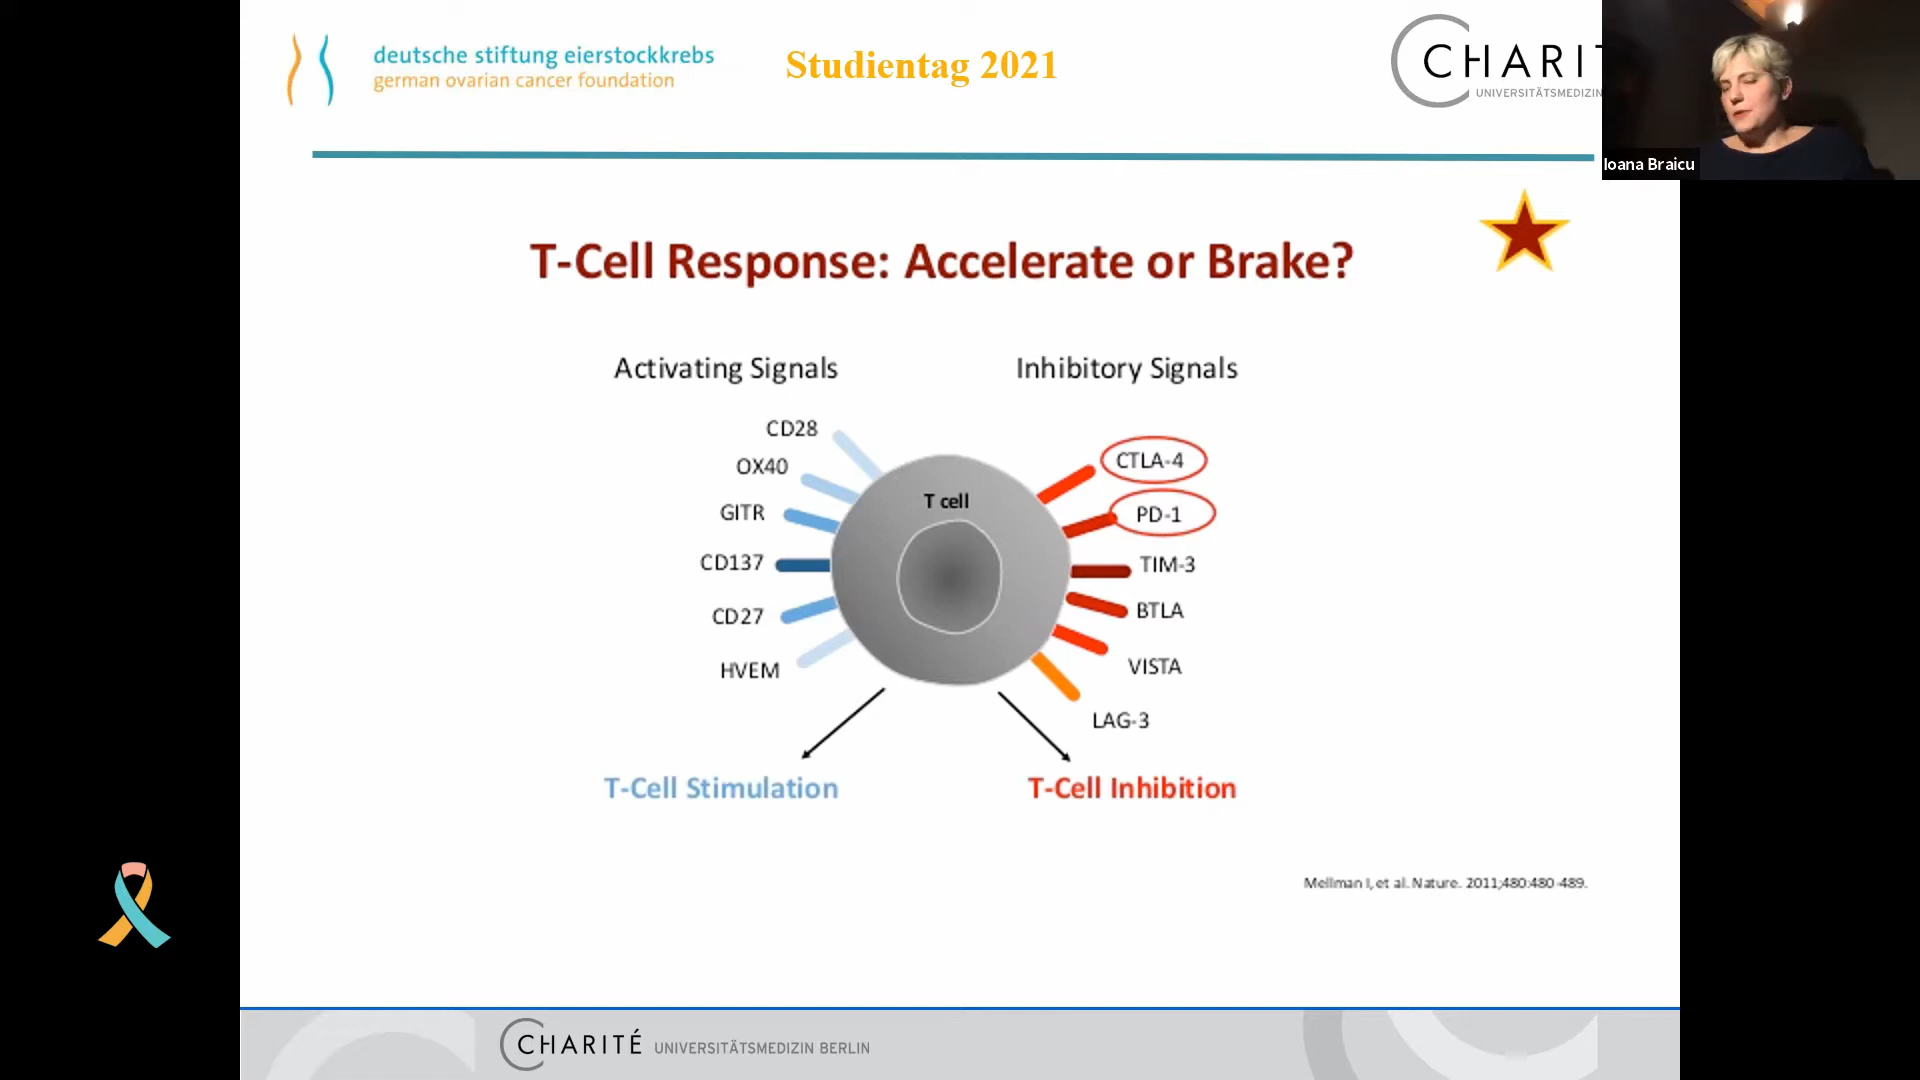 deutsche stiftung eierstockkrebs
german ovarian cancer foundation
Studientag 2021
CHARIT
UNIVERSITÄTSMEDIZIN
Ioana Braicu
T-Cell Response: Accelerate or Brake?
Activating Signals
Inhibitory Signals
CD28
OX40
GITR
CD137
CD27
HVEM
T cell
CTLA-4
PD-1
TIM-3
BTLA
VISTA
LAG-3
T-Cell Stimulation
T-Cell Inhibition
Mellman I, et al. Nature. 2011;480:480-489.
CHARITÉ UNIVERSITÄTSMEDIZIN BERLIN